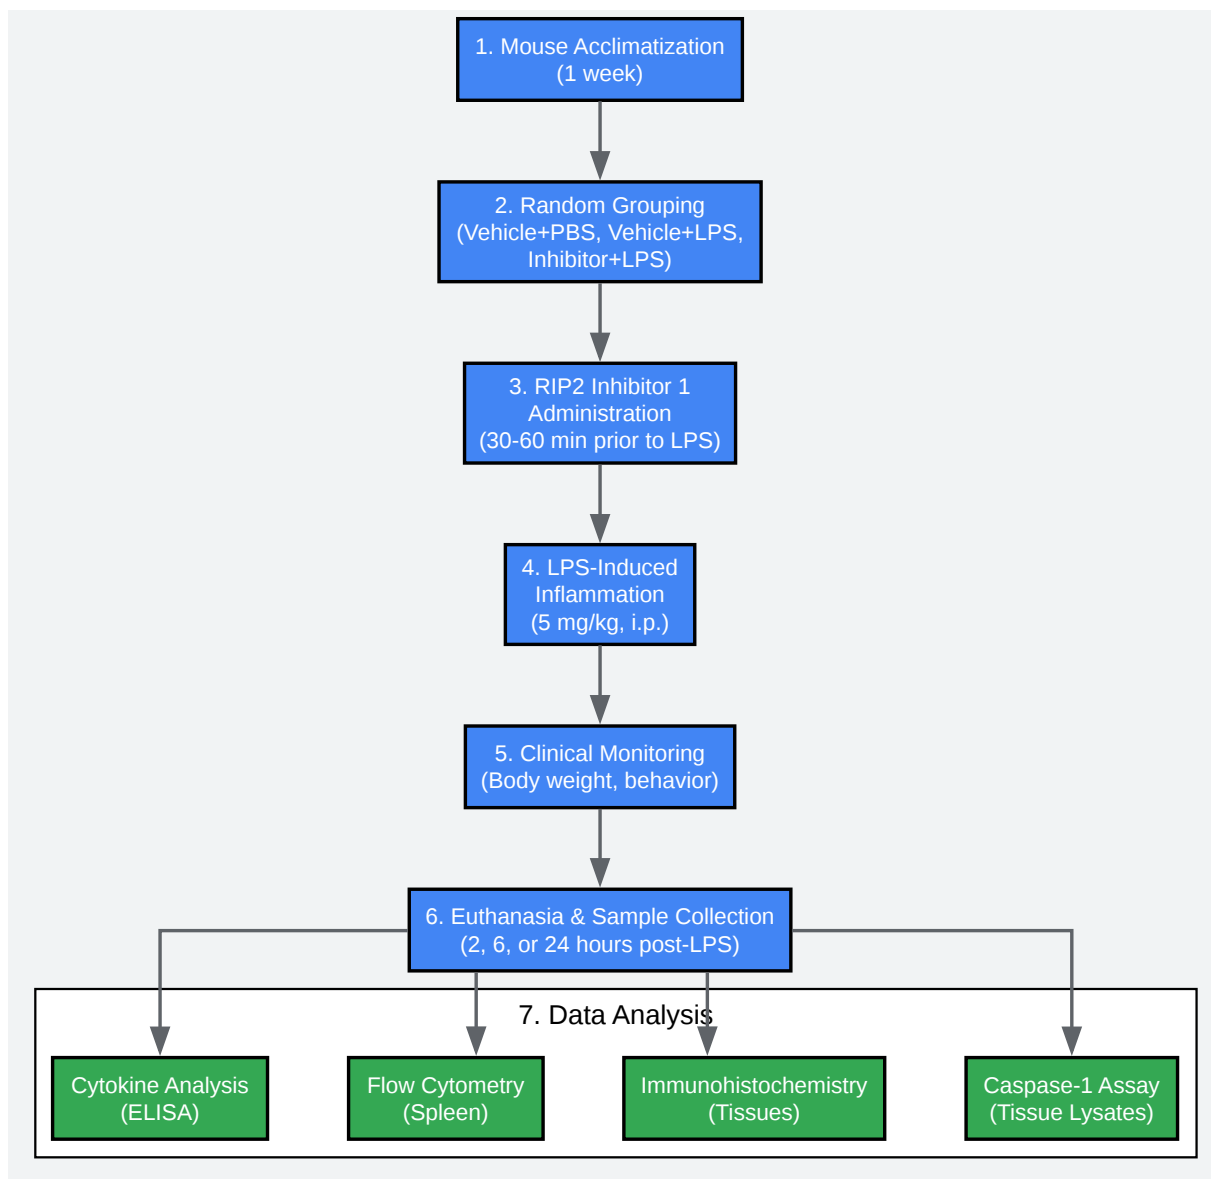 1. Mouse Acclimatization
(1 week)
2. Random Grouping
(Vehicle+PBS, Vehicle+LPS,
Inhibitor+LPS)
3. RIP2 Inhibitor 1
Administration
(30-60 min prior to LPS)
4. LPS-Induced
Inflammation
(5 mg/kg, i.p.)
5. Clinical Monitoring
(Body weight, behavior)
6. Euthanasia & Sample Collection
(2, 6, or 24 hours post-LPS)
7. Data Analysis
Cytokine Analysis
(ELISA)
Flow Cytometry
(Spleen)
Immunohistochemistry
(Tissues)
Caspase-1 Assay
(Tissue Lysates)